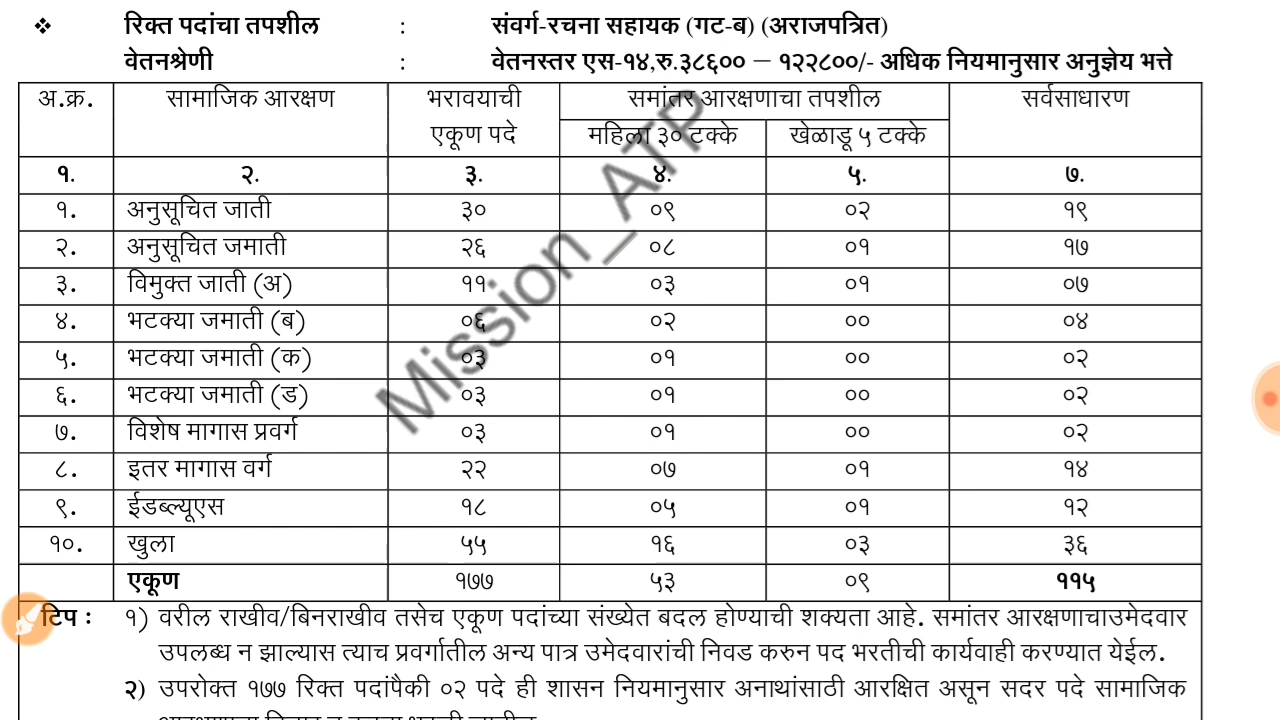 ❖ रिक्त पदांचा तपशील : संवर्ग-रचना सहायक (गट-ब) (अराजपत्रित)
वेतनश्रेणी : वेतनस्तर एस-१४,रु.३८६०० – १२२८००/- अधिक नियमानुसार अनुज्ञेय भत्ते
अ.क्र. सामाजिक आरक्षण भरावयाची एकूण पदे समांतर आरक्षणाचा तपशील सर्वसाधारण
महिला ३० टक्के खेळाडू ५ टक्के
१. २. ३. ४. ५. ७.
१. अनुसूचित जाती ३० ०९ ०२ १९
२. अनुसूचित जमाती २६ ०८ ०१ १७
३. विमुक्त जाती (अ) ११ ०३ ०१ ०७
४. भटक्या जमाती (ब) ०६ ०२ ०० ०४
५. भटक्या जमाती (क) ०३ ०१ ०० ०२
६. भटक्या जमाती (ड) ०३ ०१ ०० ०२
७. विशेष मागास प्रवर्ग ०३ ०१ ०० ०२
८. इतर मागास वर्ग २२ ०७ ०१ १४
९. ईडब्ल्यूएस १८ ०५ ०१ १२
१०. खुला ५५ १६ ०३ ३६
एकूण १७७ ५३ ०९ ११५
टिप : १) वरील राखीव/बिनराखीव तसेच एकूण पदांच्या संख्येत बदल होण्याची शक्यता आहे. समांतर आरक्षणाचाउमेदवार
उपलब्ध न झाल्यास त्याच प्रवर्गातील अन्य पात्र उमेदवारांची निवड करुन पद भरतीची कार्यवाही करण्यात येईल.
२) उपरोक्त १७७ रिक्त पदांपैकी ०२ पदे ही शासन नियमानुसार अनाथांसाठी आरक्षित असून सदर पदे सामाजिक
Mission_ATP